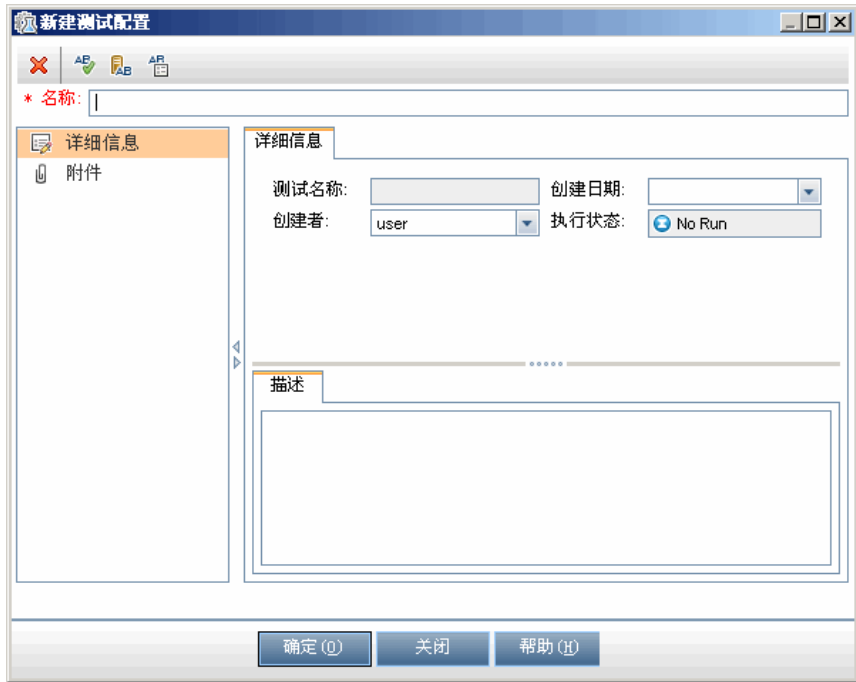 新建测试配置
* 名称:
详细信息
附件
详细信息
测试名称:
创建日期:
创建者:
user
执行状态:
No Run
描述
确定(O)
关闭
帮助(H)